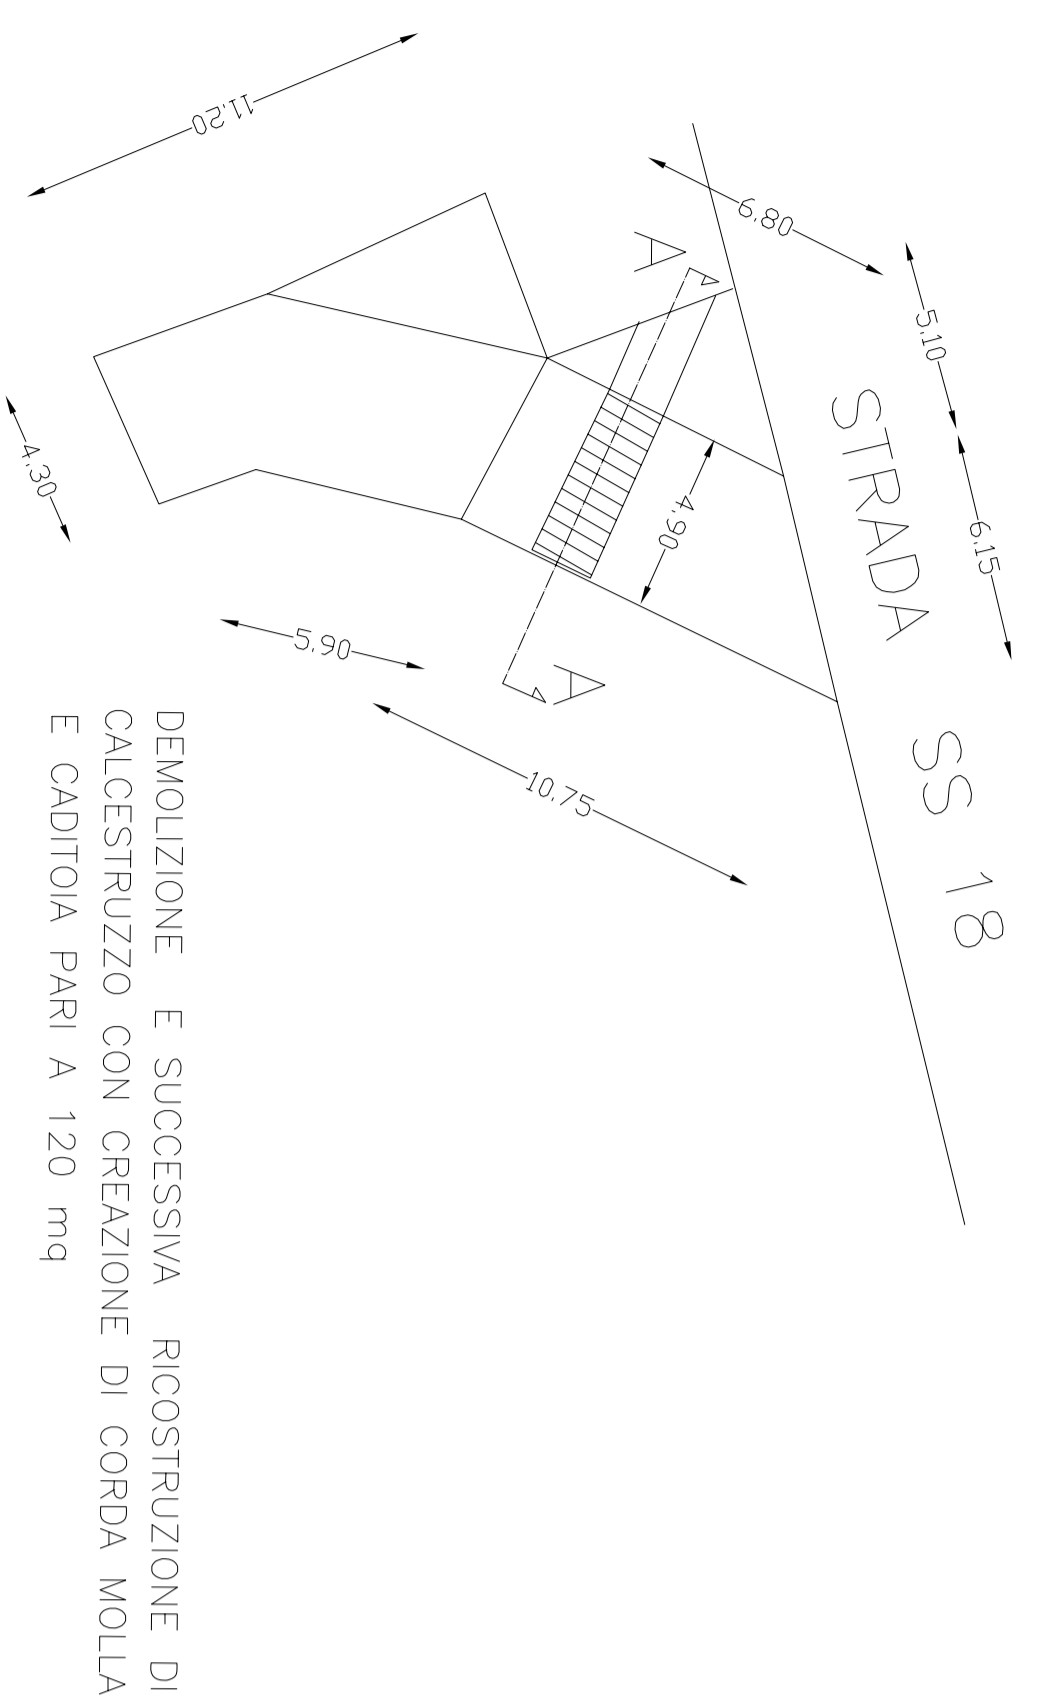 STRADA SS 18
5.10
6.15
6.80
11.20
A
4.90
A
4.30
5.90
10.75
DEMOLIZIONE E SUCCESSIVA RICOSTRUZIONE DI
CALCESTRUZZO CON CREAZIONE DI CORDA MOLLA
E CADITOIA PARI A 120 mq